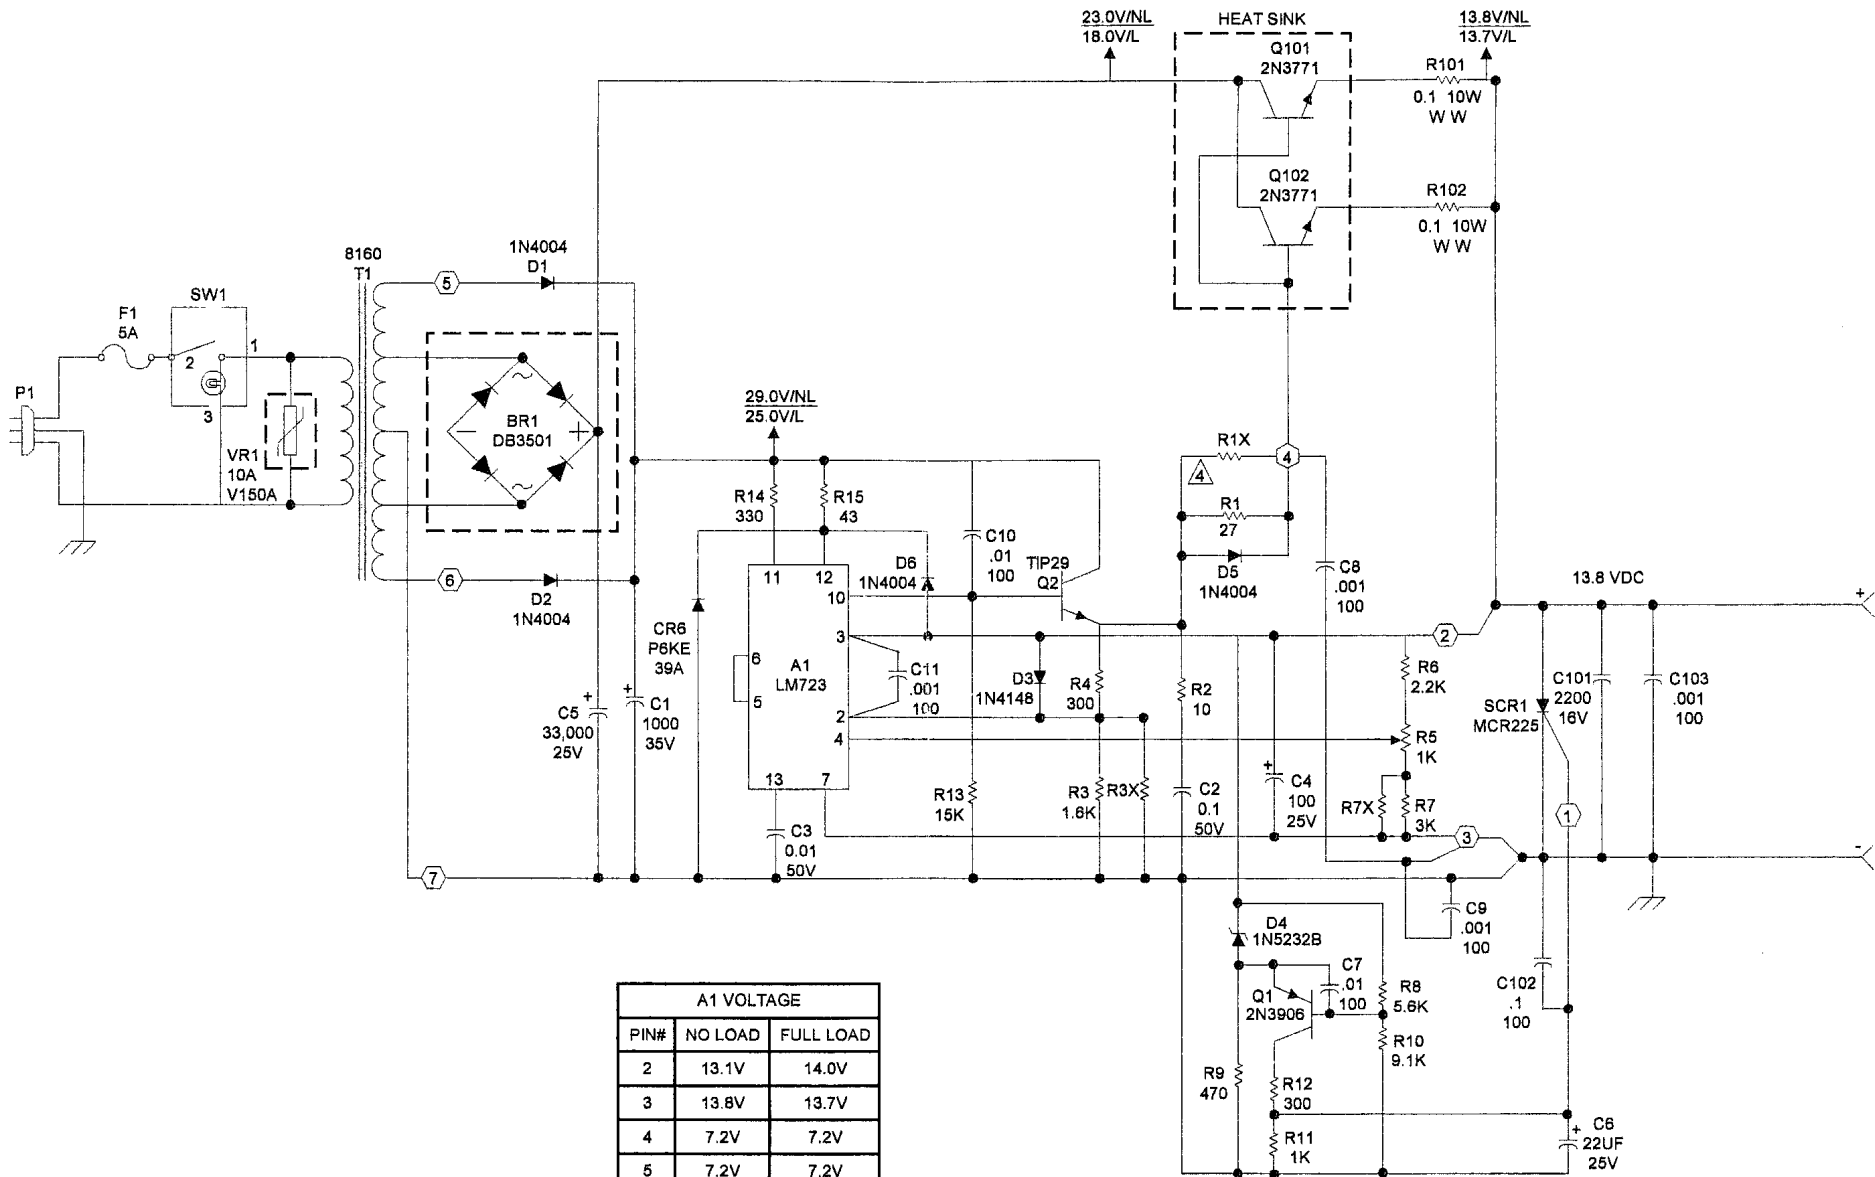 23.0V/NL
18.0V/L
HEAT SINK
13.8V/NL
13.7V/L
Q101
2N3771
R101
0.1 10W
W W
Q102
2N3771
R102
0.1 10W
W W
8160
T1
1N4004
D1
5
SW1
F1
5A
1
2
3
P1
VR1
10A
V150A
BR1
DB3501
+
6
D2
1N4004
7
29.0V/NL
25.0V/L
R14
330
R15
43
C10
.01
100
TIP29
Q2
R1X
4
4
R1
27
D5
1N4004
C8
.001
100
13.8 VDC
+
-
11
12
10
3
6
5
2
4
13
7
A1
LM723
D6
1N4004
CR6
P6KE
39A
C11
.001
100
D3
1N4148
R4
300
R2
10
2
R6
2.2K
R5
1K
SCR1
MCR225
C101
2200
16V
C103
.001
100
+
C5
33,000
25V
+
C1
1000
35V
C3
0.01
50V
R13
15K
R3
1.6K
R3X
C2
0.1
50V
+
C4
100
25V
R7X
R7
3K
3
1
C9
.001
100
D4
1N5232B
C7
.01
100
Q1
2N3906
R8
5.6K
R10
9.1K
C102
.1
100
R9
470
R12
300
R11
1K
+
C6
22UF
25V
A1 VOLTAGE
PIN# NO LOAD FULL LOAD
2 13.1V 14.0V
3 13.8V 13.7V
4 7.2V 7.2V
5 7.2V 7.2V